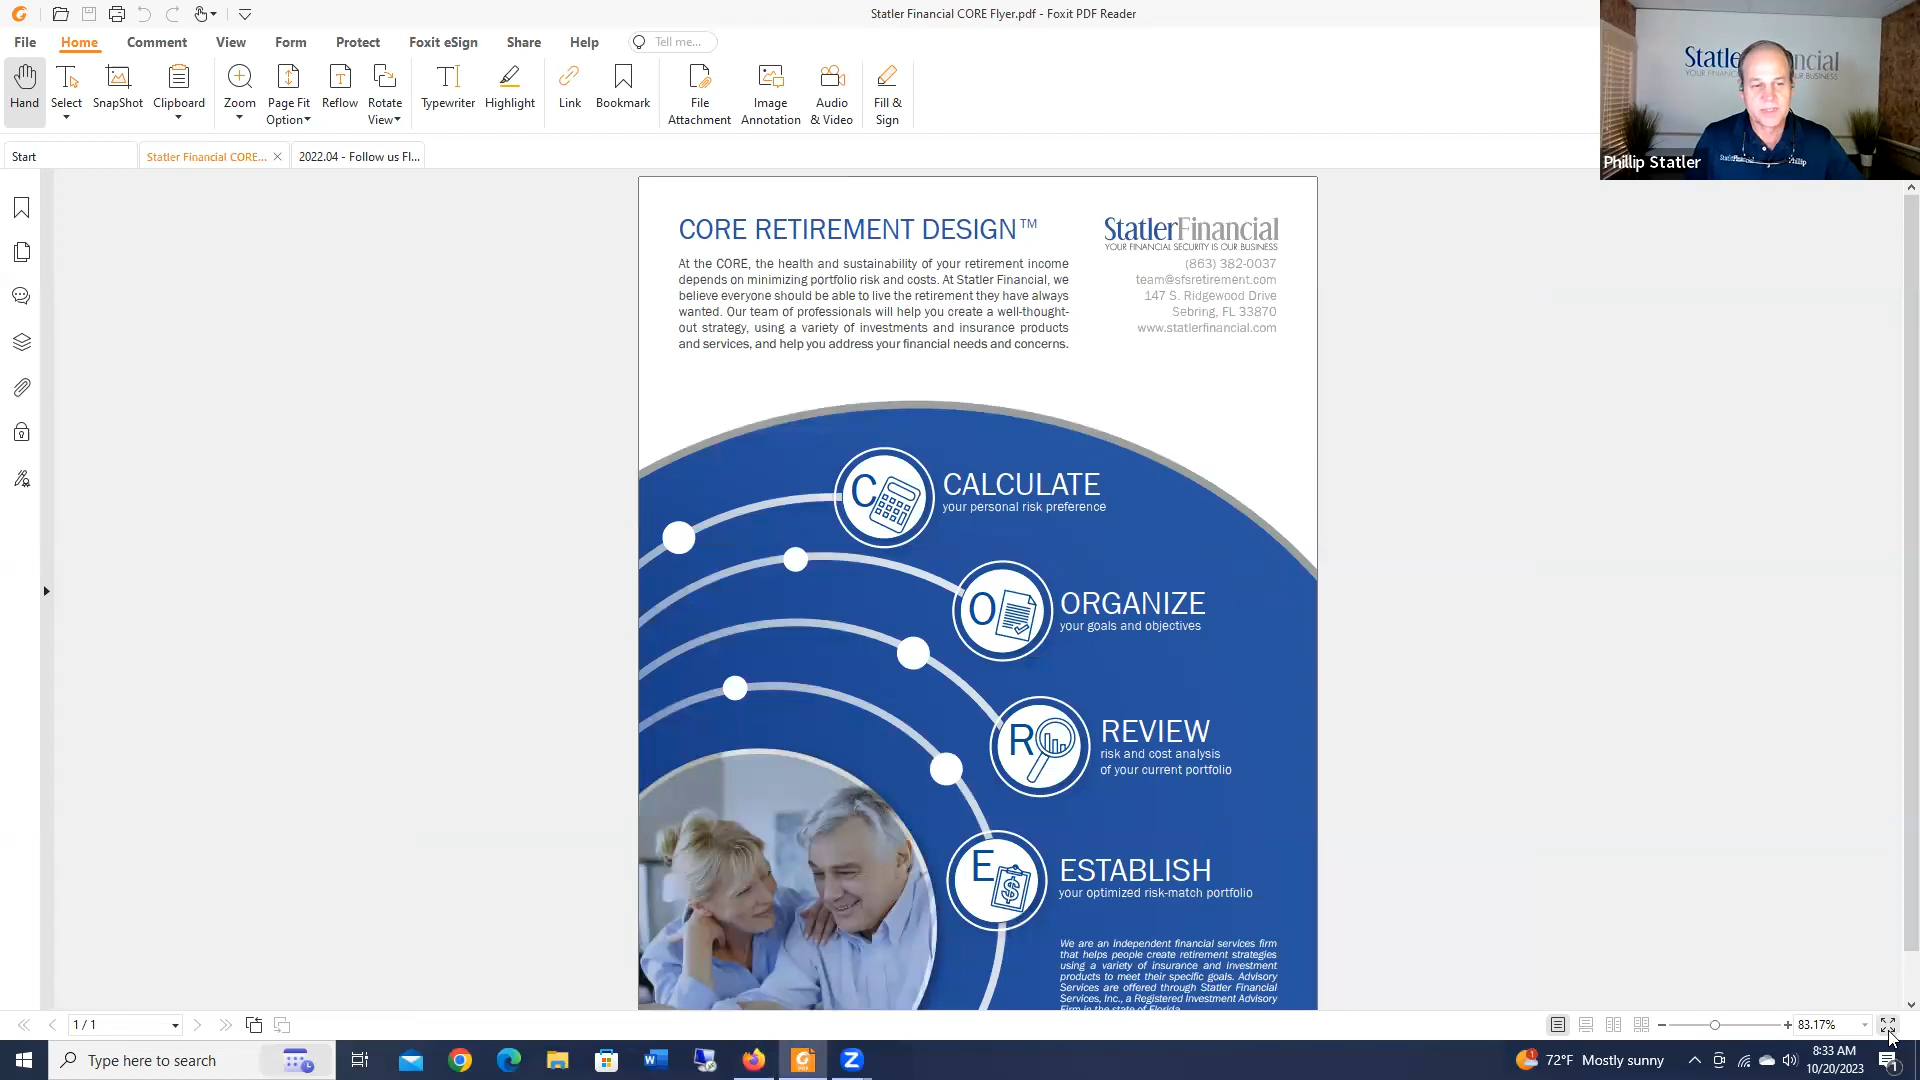 Statler Financial CORE Flyer.pdf - Foxit PDF Reader
File Home Comment View Form Protect Foxit eSign Share Help Tell me...
Hand
Select
SnapShot
Clipboard
Zoom
Page Fit
Option
Reflow
Rotate
View
Typewriter
Highlight
Link
Bookmark
File
Attachment
Image
Annotation
Audio
& Video
Fill &
Sign
Start
Statler Financial CORE...
2022.04 - Follow us Fl...
Phillip Statler
CORE RETIREMENT DESIGN™
At the CORE, the health and sustainability of your retirement income
depends on minimizing portfolio risk and costs. At Statler Financial, we
believe everyone should be able to live the retirement they have always
wanted. Our team of professionals will help you create a well-thought-
out strategy, using a variety of investments and insurance products
and services, and help you address your financial needs and concerns.
StatlerFinancial
YOUR FINANCIAL SECURITY IS OUR BUSINESS
(863) 382-0037
team@sfsretirement.com
147 S. Ridgewood Drive
Sebring, FL 33870
www.statlerfinancial.com
C
CALCULATE
your personal risk preference
O
ORGANIZE
your goals and objectives
R
REVIEW
risk and cost analysis
of your current portfolio
E
$
ESTABLISH
your optimized risk-match portfolio
We are an independent financial services firm
that helps people create retirement strategies
using a variety of insurance and investment
products to meet their specific goals. Advisory
Services are offered through Statler Financial
Services, Inc., a Registered Investment Advisory
Firm in the state of Florida.
1 / 1
83.17%
Type here to search
72°F Mostly sunny
8:33 AM
10/20/2023
1